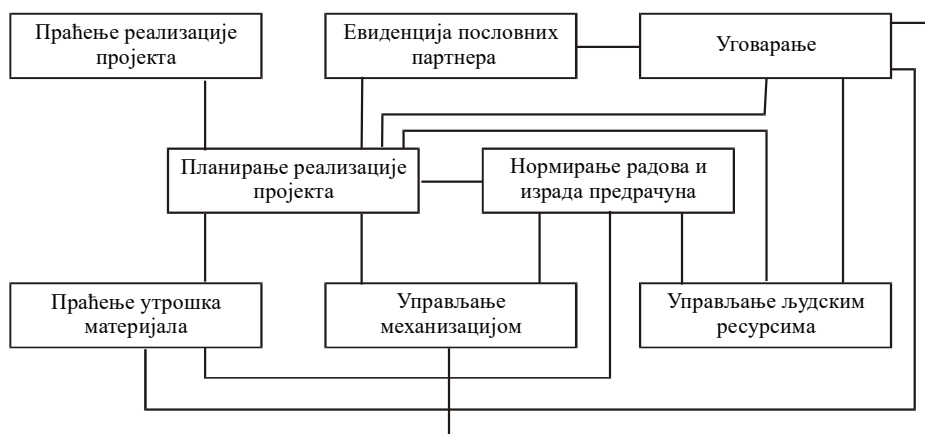 Праћење реализације
пројекта
Евиденција пословних
партнера
Уговарање
Планирање реализације
пројекта
Нормирање радова и
израда предрачуна
Праћење утрошка
материјала
Управљање
механизацијом
Управљање људским
ресурсима